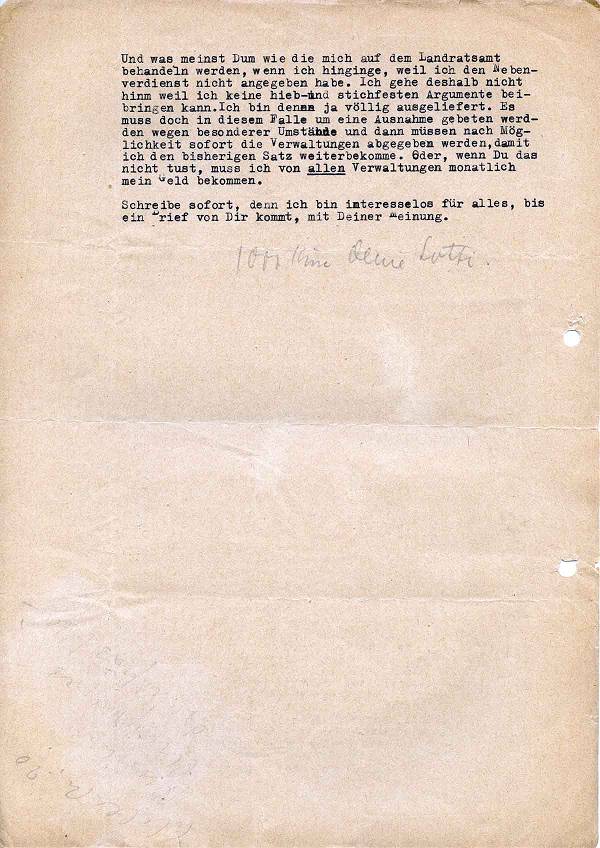 Und was meinst Dum wie die mich auf dem Landratsamt
behandeln werden, wenn ich hinginge, weil ich den Neben-
verdienst nicht angegeben habe. Ich gehe deshalb nicht
hinm weil ich keine hieb-und stichfesten Argumente bei-
bringen kann.Ich bin denen ja völlig ausgeliefert. Es
muss doch in diesem Falle um eine Ausnahme gebeten werd-
den wegen besonderer Umstände und dann müssen nach Mög-
lichkeit sofort die Verwaltungen abgegeben werden,damit
ich den bisherigen Satz weiterbekomme. Oder, wenn Du das
nicht tust, muss ich von allen Verwaltungen monatlich
mein Geld bekommen.
Schreibe sofort, denn ich bin interesselos für alles, bis
ein Brief von Dir kommt, mit Deiner Meinung.
Deine Lotti.